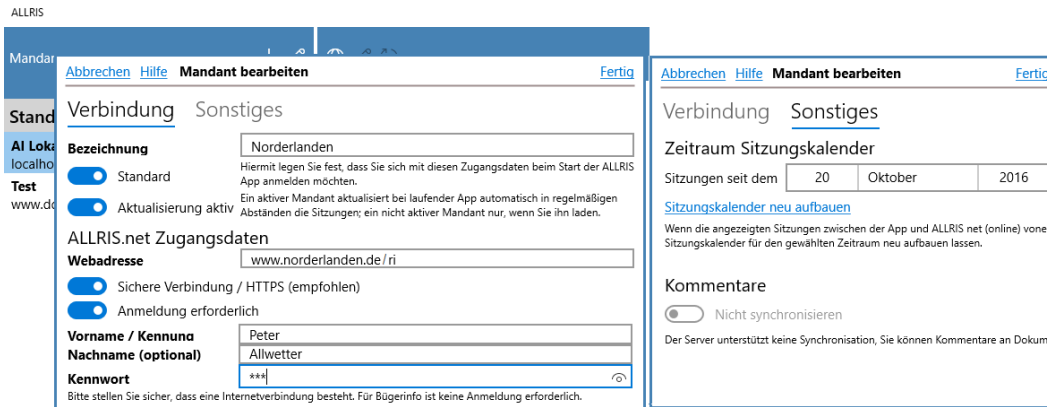 ALLRIS
Mandan
Abbrechen Hilfe Mandant bearbeiten Fertig
Verbindung Sonstiges
Stand
AI Loka
localho
Test
www.do
Bezeichnung Norderlanden
Hiermit legen Sie fest, dass Sie sich mit diesen Zugangsdaten beim Start der ALLRIS
App anmelden möchten.
Standard
Ein aktiver Mandant aktualisiert bei laufender App automatisch in regelmäßigen
Abständen die Sitzungen; ein nicht aktiver Mandant nur, wenn Sie ihn laden.
Aktualisierung aktiv
ALLRIS.net Zugangsdaten
Webadresse www.norderlanden.de/ri
Sichere Verbindung / HTTPS (empfohlen)
Anmeldung erforderlich
Vorname / Kennung Peter
Nachname (optional) Allwetter
Kennwort ***
Bitte stellen Sie sicher, dass eine Internetverbindung besteht. Für Bügerinfo ist keine Anmeldung erforderlich.
Abbrechen Hilfe Mandant bearbeiten Fertig
Verbindung Sonstiges
Zeitraum Sitzungskalender
Sitzungen seit dem 20 Oktober 2016
Sitzungskalender neu aufbauen
Wenn die angezeigten Sitzungen zwischen der App und ALLRIS net (online) vone
Sitzungskalender für den gewählten Zeitraum neu aufbauen lassen.
Kommentare
Nicht synchronisieren
Der Server unterstützt keine Synchronisation, Sie können Kommentare an Dokum